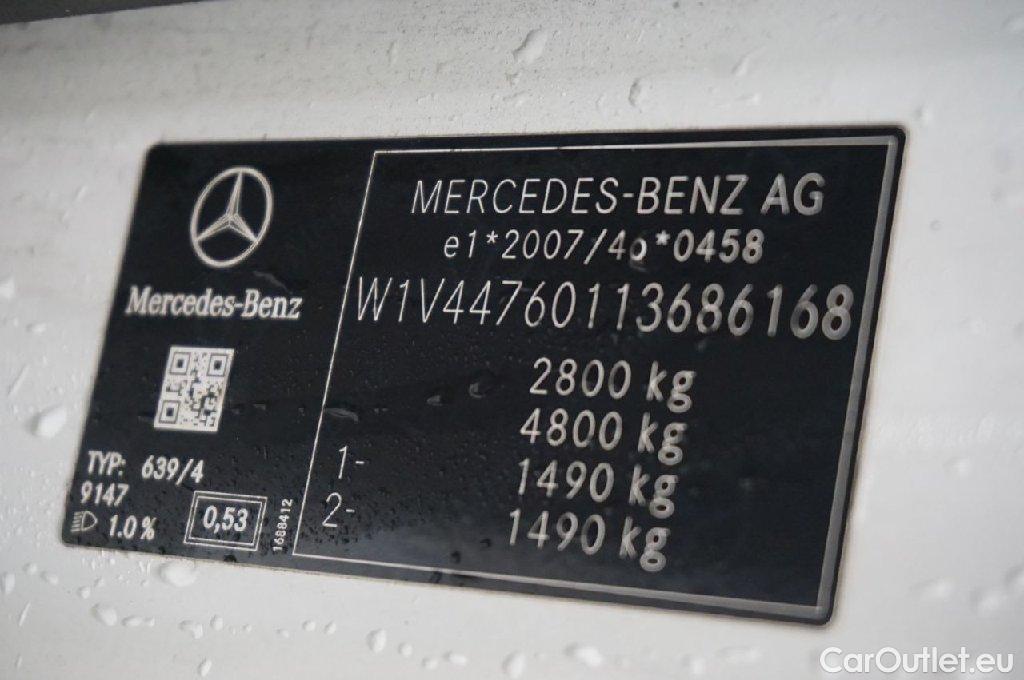 Mercedes-Benz
TYP: 639/4
9147
1.0%
0,53
1688412
MERCEDES-BENZ AG
e1*2007/46*0458
W1V44760113686168
2800 kg
4800 kg
1- 1490 kg
2- 1490 kg
CarOutlet.eu